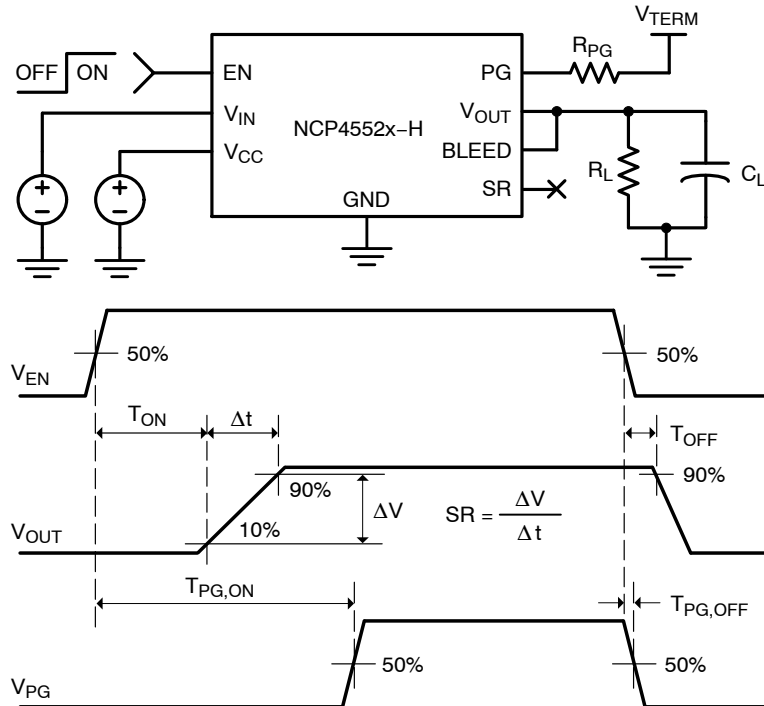 V_TERM
R_PG
OFF ON
EN
PG
V_IN
V_OUT
NCP4552x−H
V_CC
BLEED
+
−
+
−
R_L
C_L
SR
GND
50%
50%
V_EN
T_ON
Δt
T_OFF
90%
90%
ΔV
SR = ΔV
Δt
10%
V_OUT
T_PG,ON
T_PG,OFF
50%
50%
V_PG